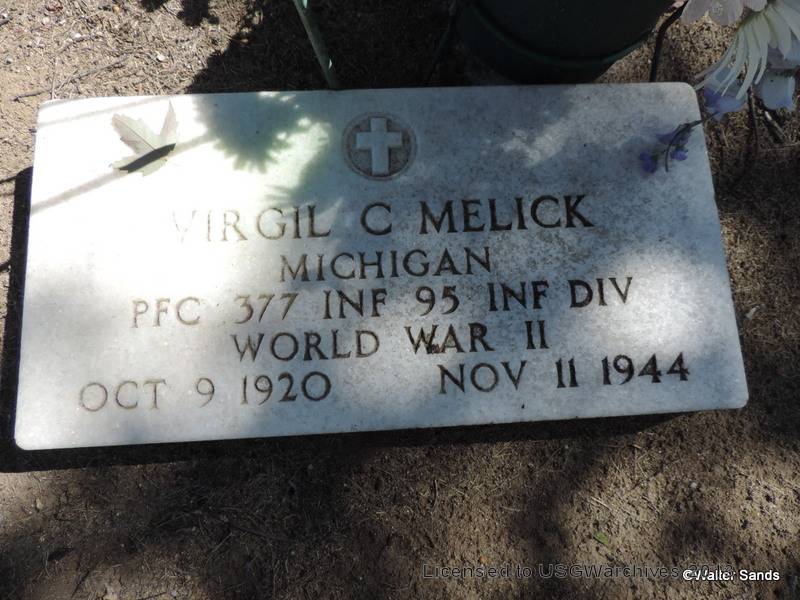 VIRGIL C MELICK
MICHIGAN
PFC 377 INF 95 INF DIV
WORLD WAR II
OCT 9 1920 NOV 11 1944
Licensed to USGWarchives
©Walter Sands